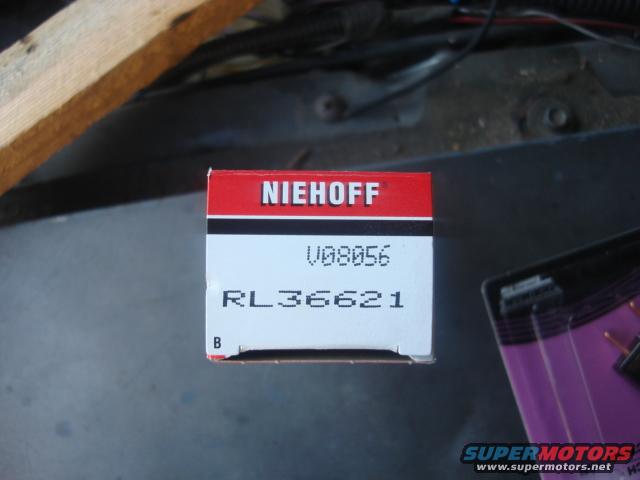 NIEHOFF
V08056
RL36621
B
SUPERMOTORS
www.supermotors.net